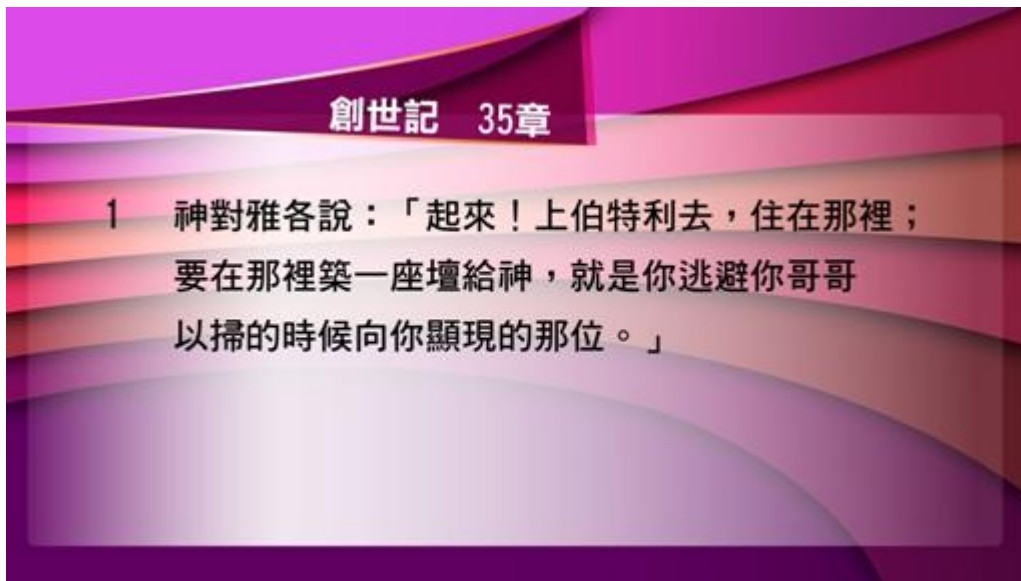 創世記 35章
1 神對雅各說：「起來！上伯特利去，住在那裡；
要在那裡築一座壇給神，就是你逃避你哥哥
以掃的時候向你顯現的那位。」